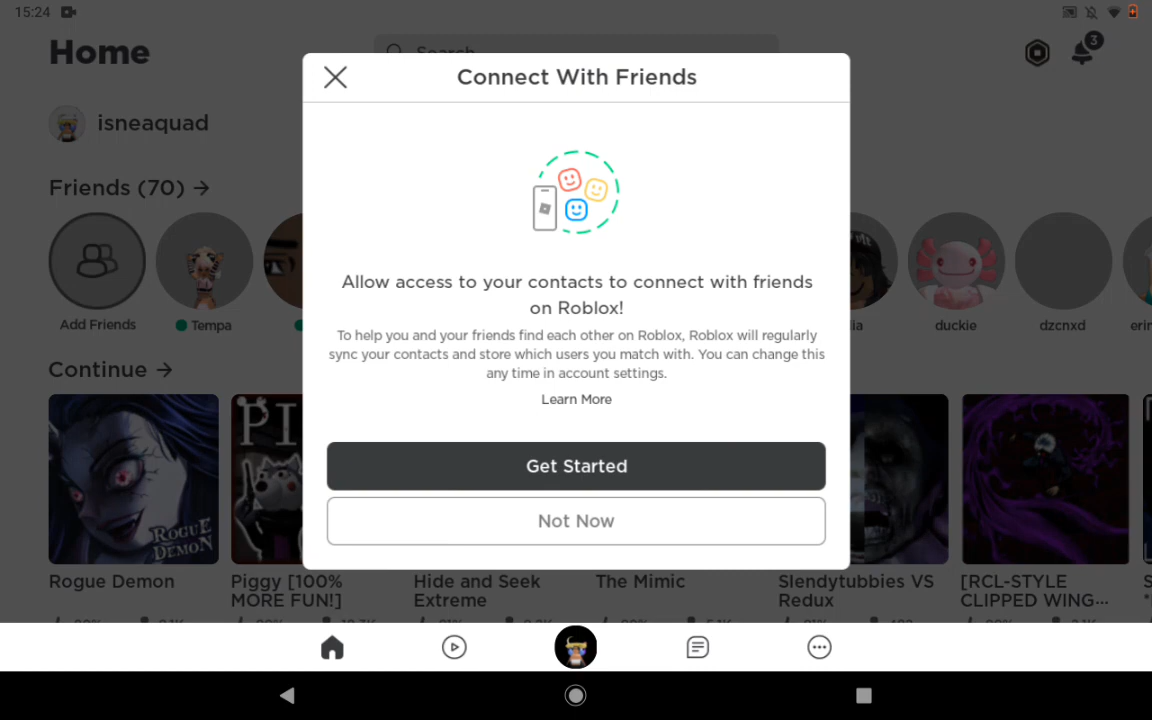 15:24
Home
Search
3
isneaquad
Friends (70) →
Connect With Friends
Allow access to your contacts to connect with friends
on Roblox!
To help you and your friends find each other on Roblox, Roblox will regularly
sync your contacts and store which users you match with. You can change this
any time in account settings.
Learn More
Get Started
Not Now
Add Friends
Tempa
duckie
dzcnxd
Continue →
ROGUE
DEMON
Rogue Demon
Piggy [100%
MORE FUN!]
Hide and Seek
Extreme
The Mimic
Slendytubbies VS
Redux
[RCL-STYLE
CLIPPED WING...